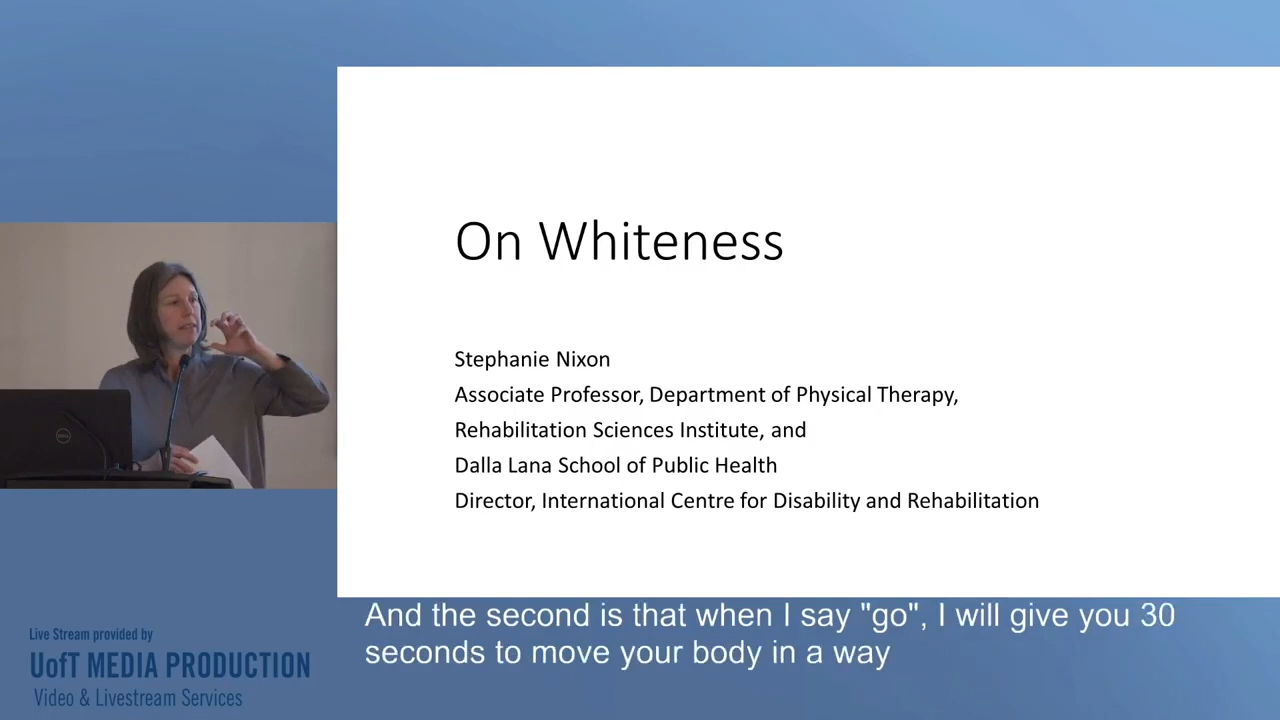 On Whiteness
Stephanie Nixon
Associate Professor, Department of Physical Therapy,
Rehabilitation Sciences Institute, and
Dalla Lana School of Public Health
Director, International Centre for Disability and Rehabilitation
DELL
And the second is that when I say "go", I will give you 30
seconds to move your body in a way
Live Stream provided by
UofT MEDIA PRODUCTION
Video & Livestream Services